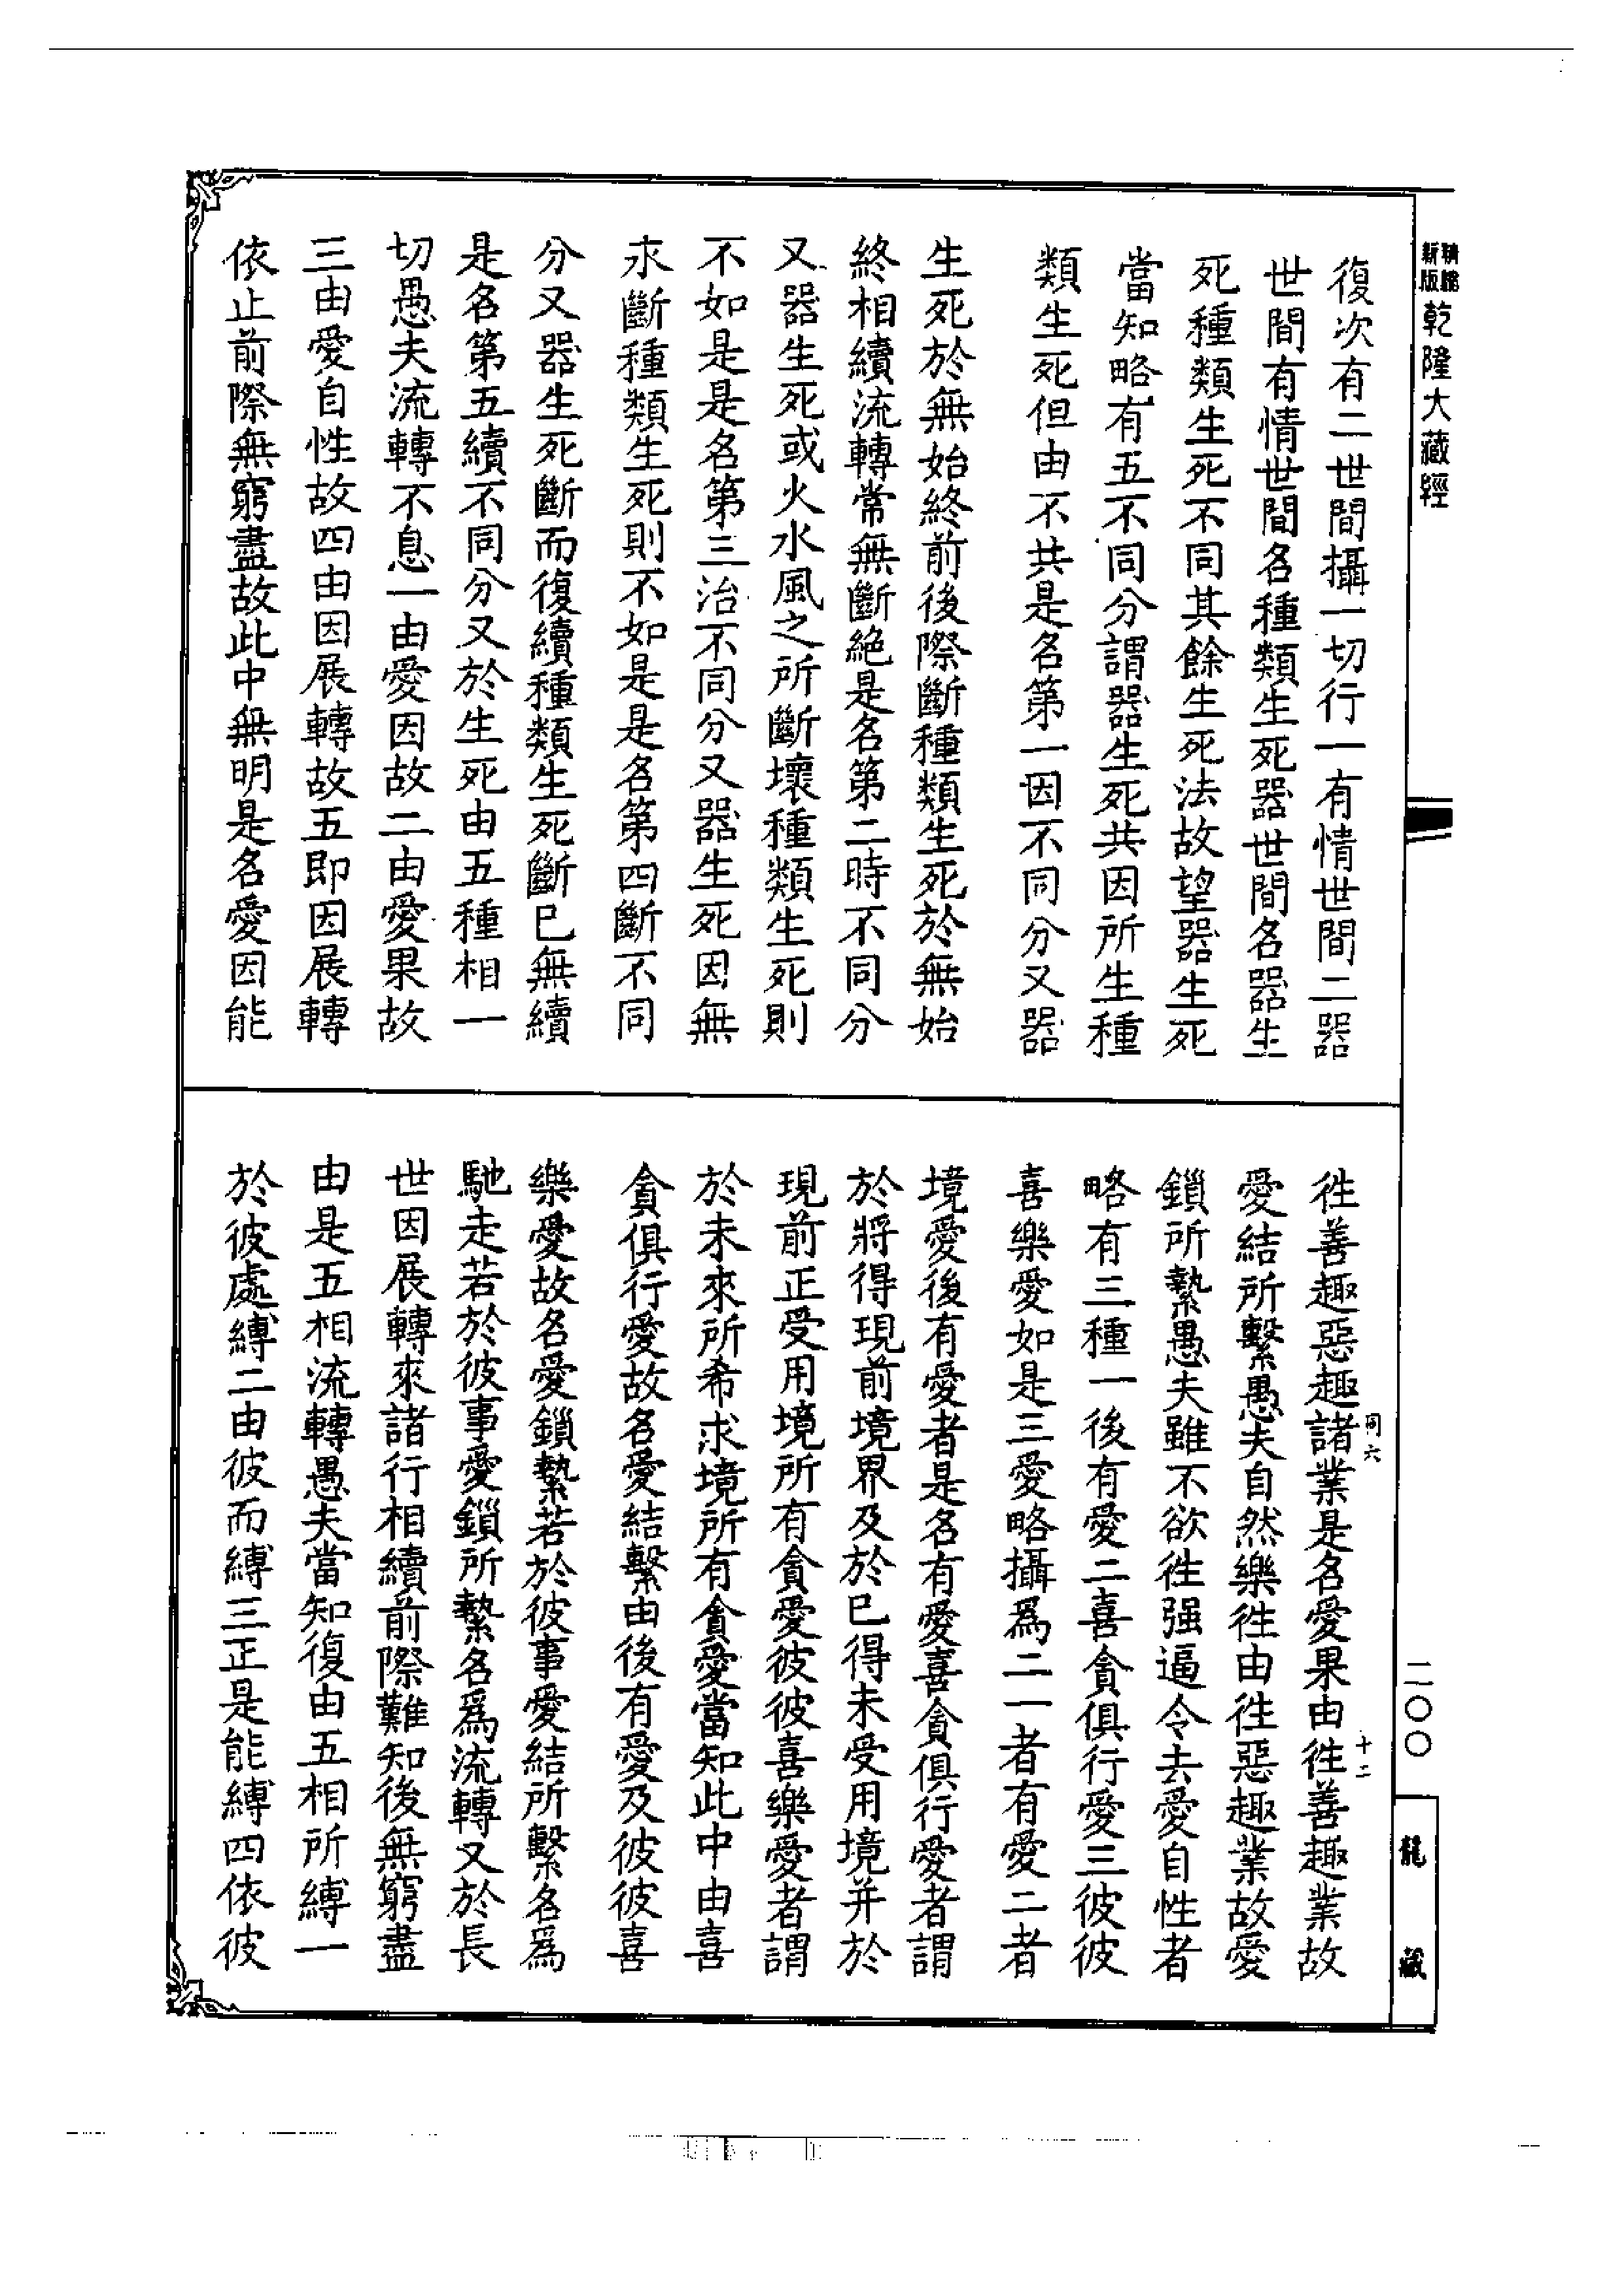 精縮
新版
乾隆大藏經
復次有二世間攝一切行一有情世間二器
世間有情世間名種類生死器世間名器生
死種類生死不同其餘生死法故望器生死
當知略有五不同分謂器生死共因所生種
類生死但由不共是名第一因不同分又器
生死於無始終前後際斷種類生死於無始
終相續流轉常無斷絕是名第二時不同分
又器生死或火水風之所斷壞種類生死則
不如是是名第三治不同分又器生死因無
求斷種類生死則不如是是名第四斷不同
分又器生死斷而復續種類生死斷已無續
是名第五續不同分又於生死由五種相一
切愚夫流轉不息一由愛因故二由愛果故
三由愛自性故四由因展轉故五即因展轉
依止前際無窮盡故此中無明是名愛因能
往善趣惡趣諸業是名愛果由往善趣業故
愛結所繫愚夫自然樂往由往惡趣業故愛
鎖所縶愚夫雖不欲往强逼令去愛自性者
略有三種一後有愛二喜貪俱行愛三彼彼
喜樂愛如是三愛略攝爲二一者有愛二者
境愛後有愛者是名有愛喜貪俱行愛者謂
於將得現前境界及於已得未受用境并於
現前正受用境所有貪愛彼彼喜樂愛者謂
於未來所希求境所有貪愛當知此中由喜
貪俱行愛故名愛結繫由後有愛及彼彼喜
樂愛故名愛鎖縶若於彼事愛結所繫名爲
馳走若於彼事愛鎖所縶名爲流轉又於長
世因展轉來諸行相續前際難知後無窮盡
由是五相流轉愚夫當知復由五相所縛一
於彼處縛二由彼而縛三正是能縛四依彼
同六
十二
二〇〇
龍藏